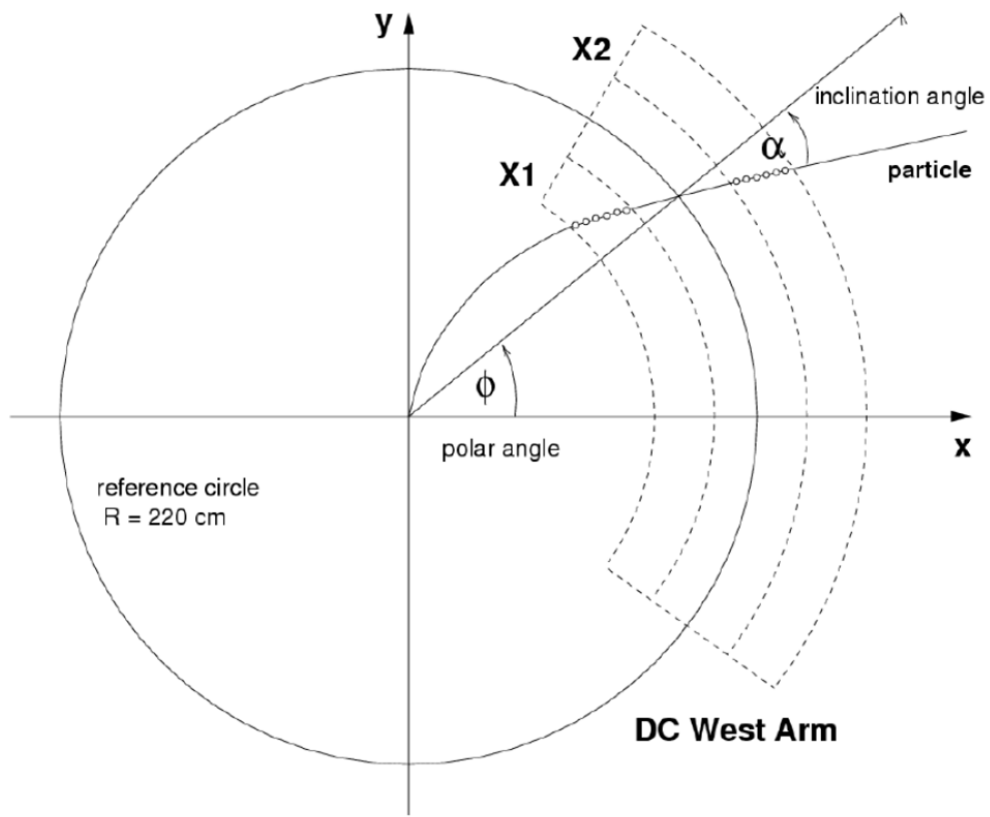 y
X2
inclination angle
α
X1
particle
ϕ
x
polar angle
reference circle
R = 220 cm
DC West Arm